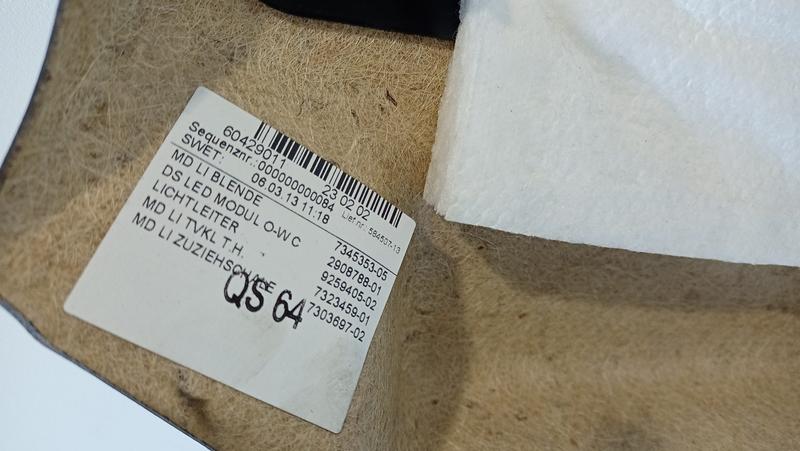 60429011 23 02 02
Sequenznr.:000000000084 Lief.nr: 584507-13
SWET: 06.03.13 11:18
MD LI BLENDE 7345353-05
DS LED MODUL O-W C 2908788-01
LICHTLEITER 9259405-02
MD LI TVKL T.H. 7323459-01
MD LI ZUZIEHSCHALE 7303697-02
QS 64